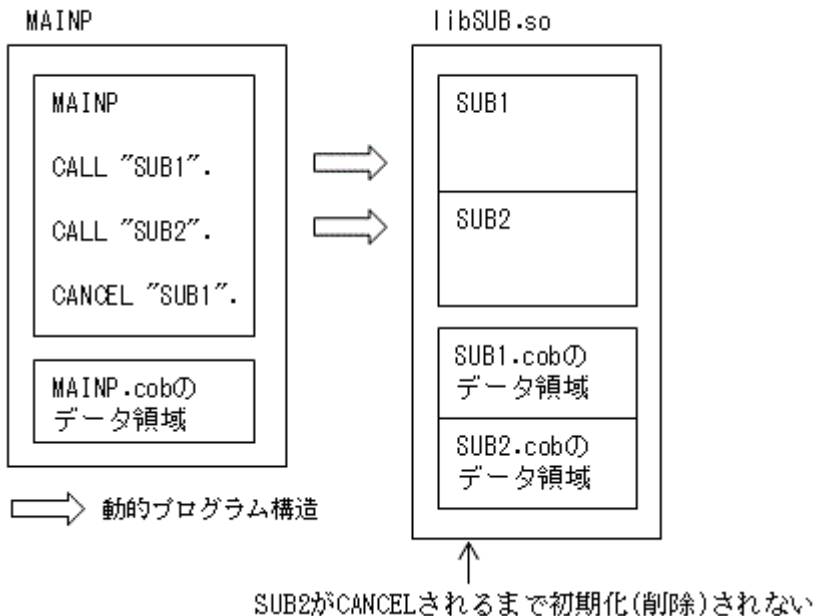 MAINP
MAINP
CALL "SUB1".
CALL "SUB2".
CANCEL "SUB1".
MAINP.cobの
データ領域
libSUB.so
SUB1
SUB2
SUB1.cobの
データ領域
SUB2.cobの
データ領域
動的プログラム構造
SUB2がCANCELされるまで初期化(削除)されない